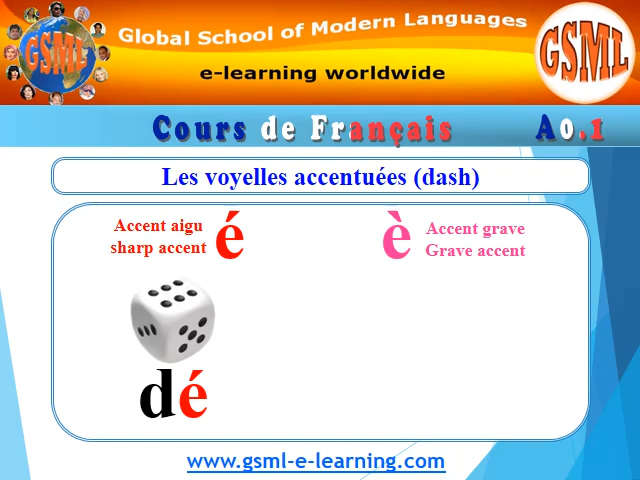 GSML
Global School of Modern Languages
e-learning worldwide
GSML
Cours de Français A0.1
Les voyelles accentuées (dash)
Accent aigu
sharp accent
é
è
Accent grave
Grave accent
dé
www.gsml-e-learning.com